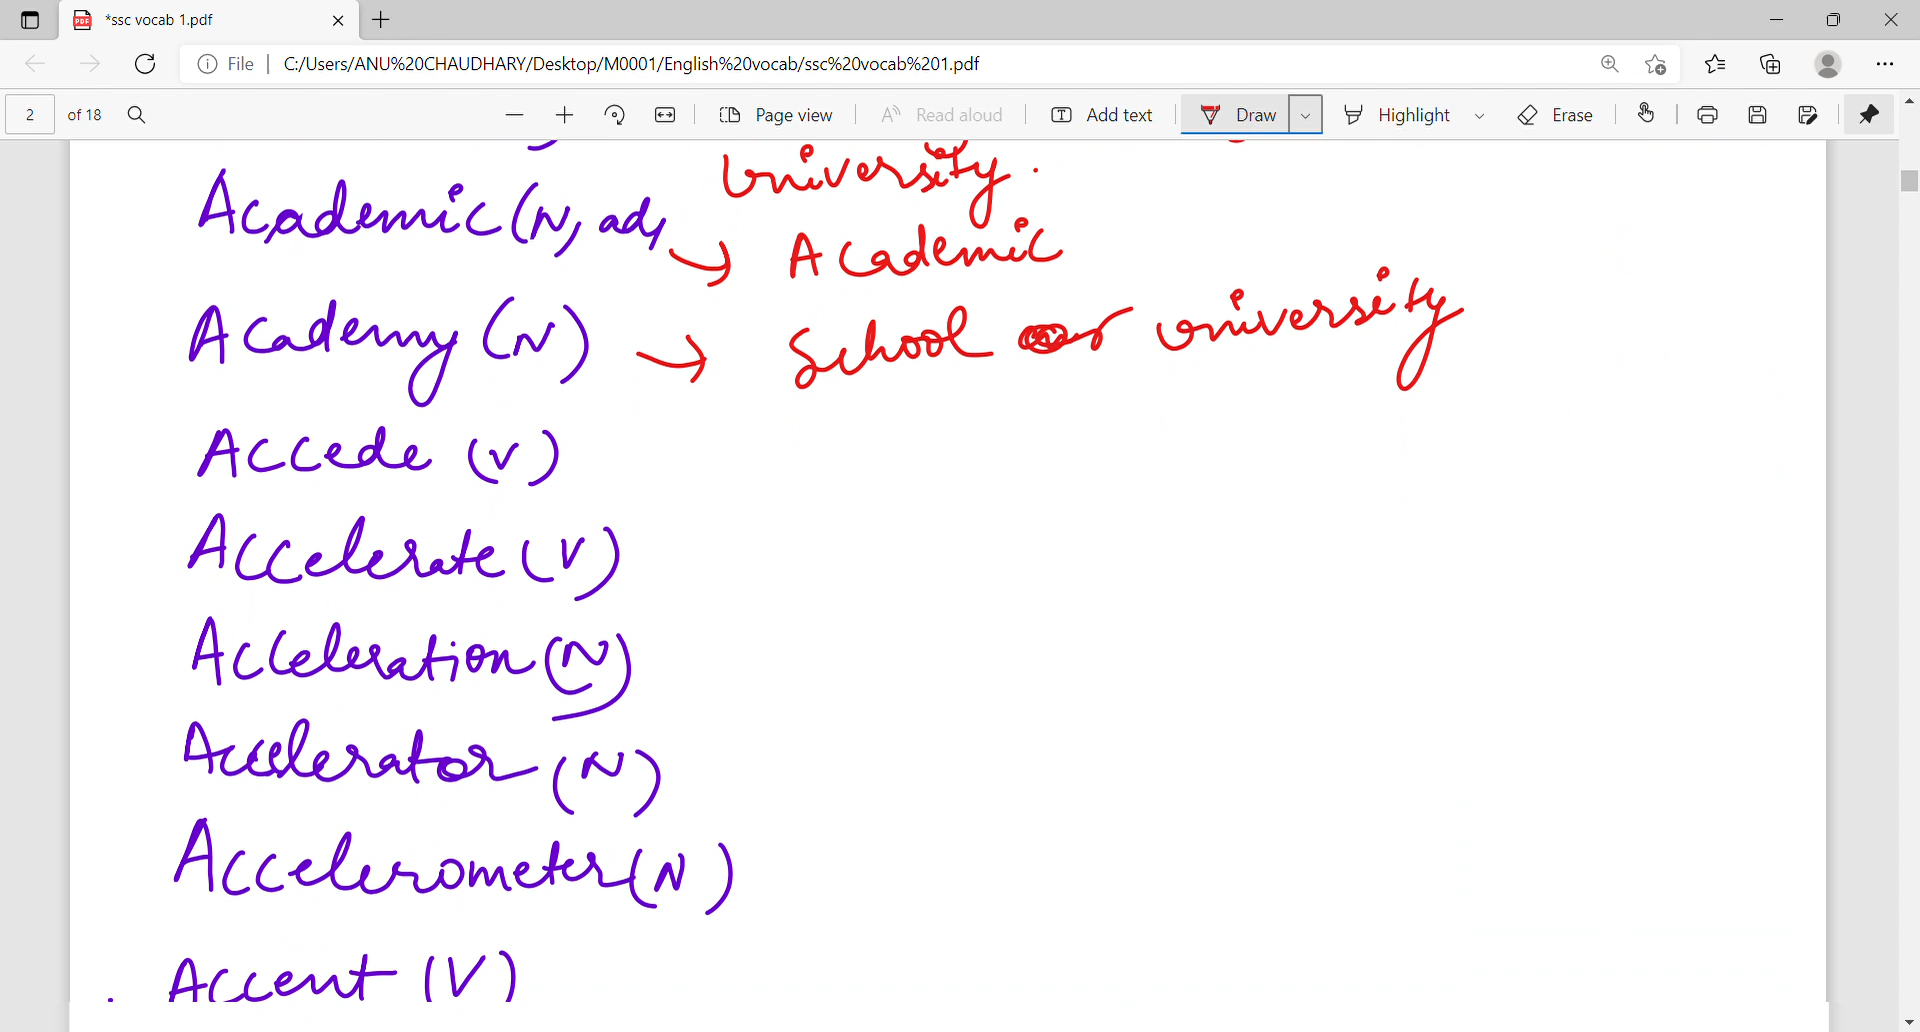 *ssc vocab 1.pdf
File | C:/Users/ANU%20CHAUDHARY/Desktop/M0001/English%20vocab/ssc%20vocab%201.pdf
2 of 18 Page view Read aloud Add text Draw Highlight Erase
University.
Academic (N, adj → Academic
Academy (N) → School or university
Accede (v)
Accelerate (V)
Acceleration (N)
Accelerator (N)
Accelerometer (N)
Accent (V)